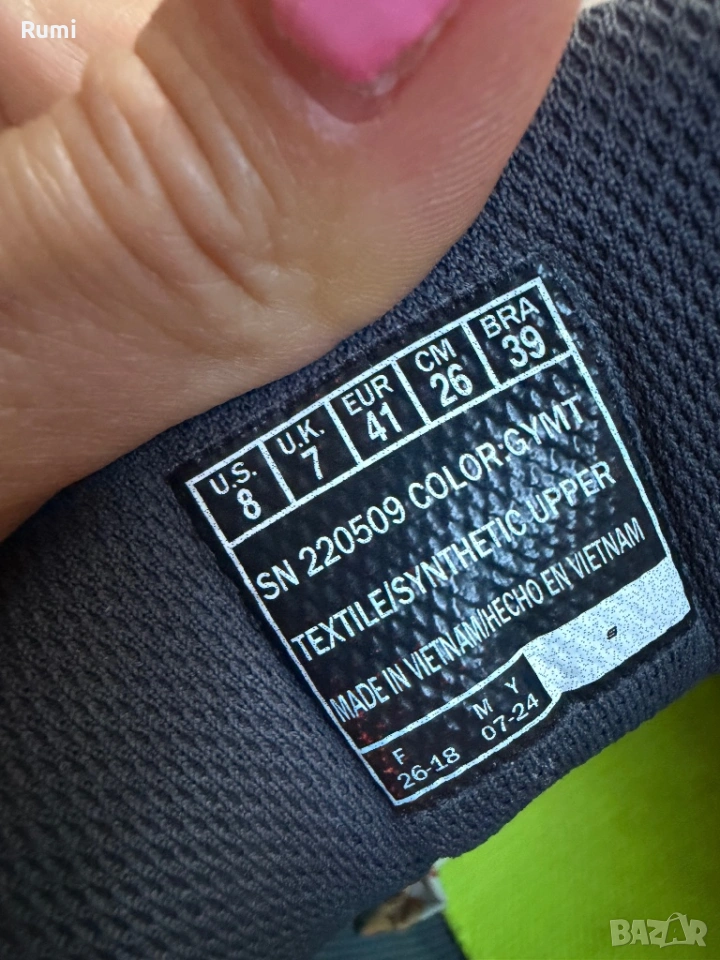 Rumi
U.S. U.K. EUR CM BRA
8 7 41 26 39
SN 220509 COLOR:GYMT
TEXTILE/SYNTHETIC UPPER
MADE IN VIETNAM/HECHO EN VIETNAM
F M Y
26-18 07-24
BAZAR